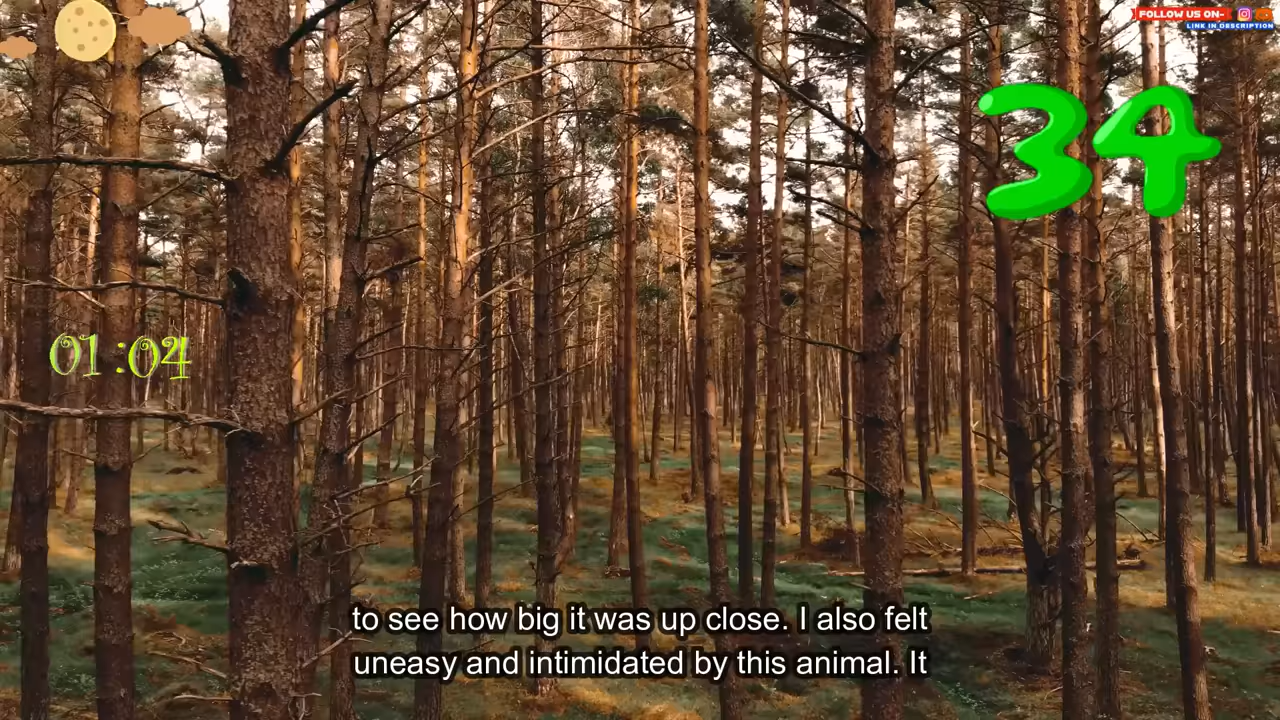 FOLLOW US ON-
LINK IN DESCRIPTION
34
01:04
to see how big it was up close. I also felt
uneasy and intimidated by this animal. It